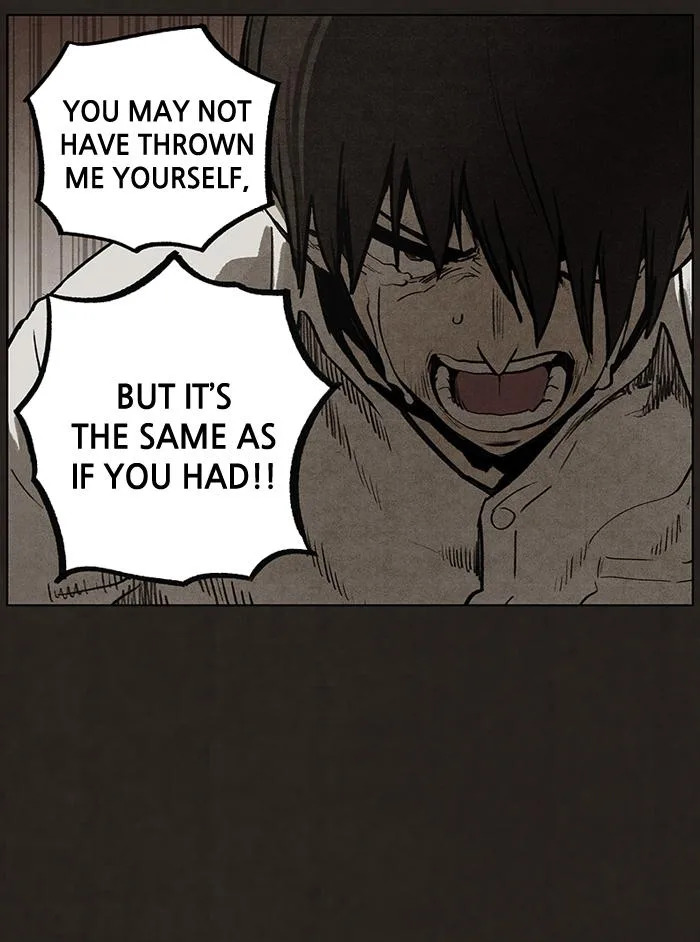 YOU MAY NOT
HAVE THROWN
ME YOURSELF,
BUT IT'S
THE SAME AS
IF YOU HAD!!